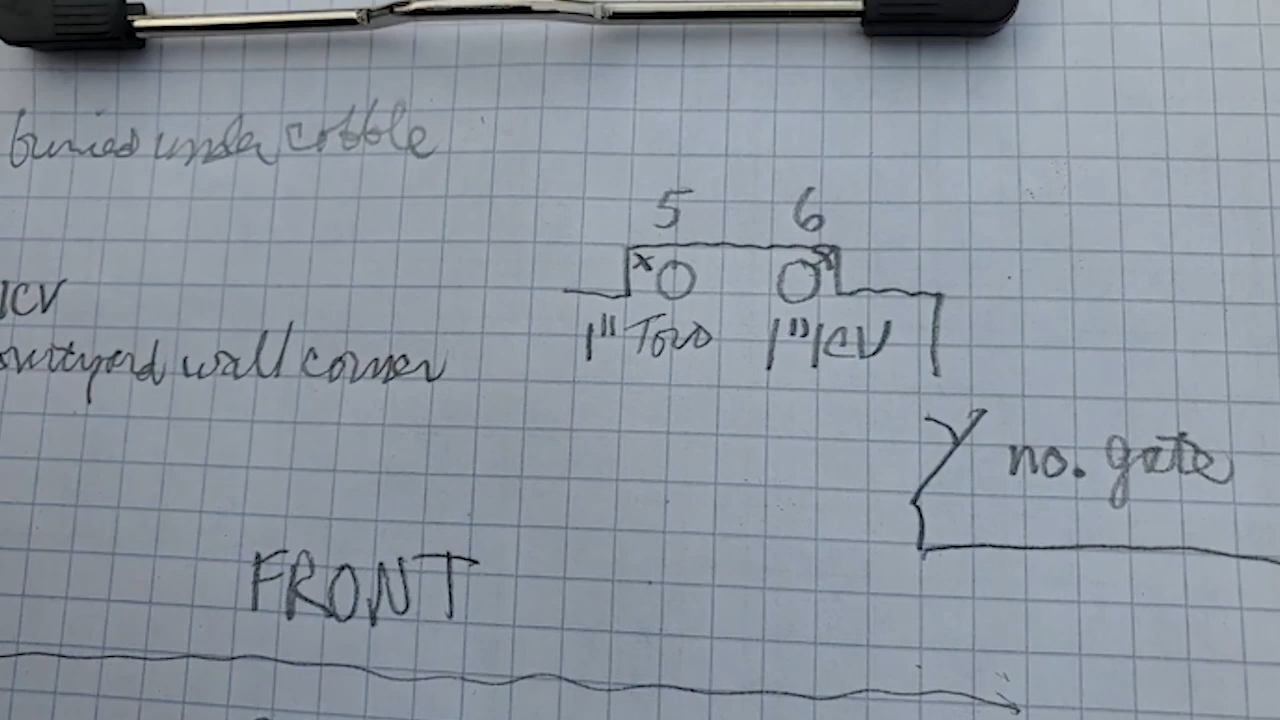 buried under cobble
5 6
x x
1" Toro 1" ICV
ICV
courtyard wall corner
no. gate
FRONT